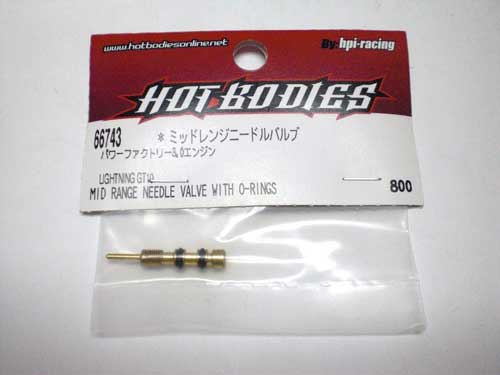 www.hotbodiesonline.net
By hpi-racing
HOT BODIES
66743 *ミッドレンジニードルバルブ
パワーファクトリー3.0エンジン
LIGHTNING GT10
MID RANGE NEEDLE VALVE WITH O-RINGS 800